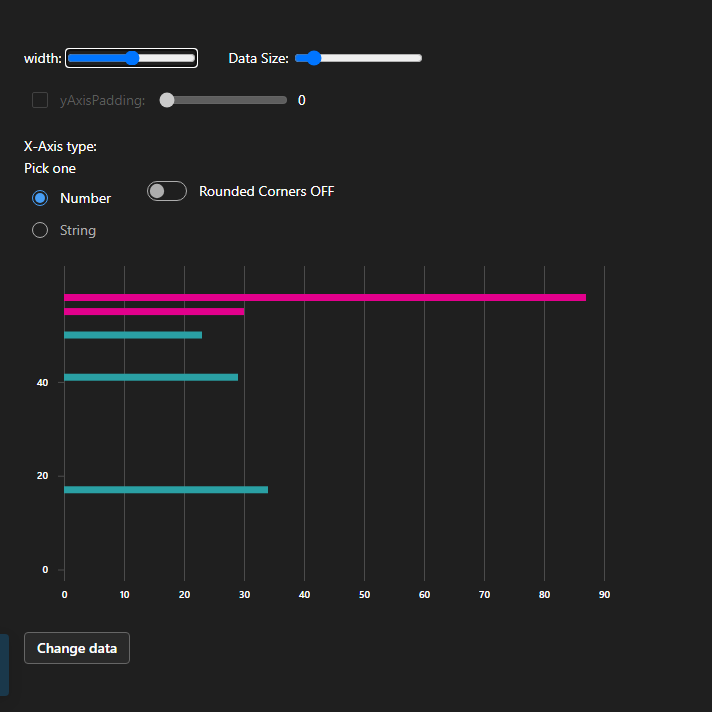 width: Data Size:
yAxisPadding: 0
X-Axis type:
Pick one
Number
Rounded Corners OFF
String
40
20
0
0 10 20 30 40 50 60 70 80 90
Change data